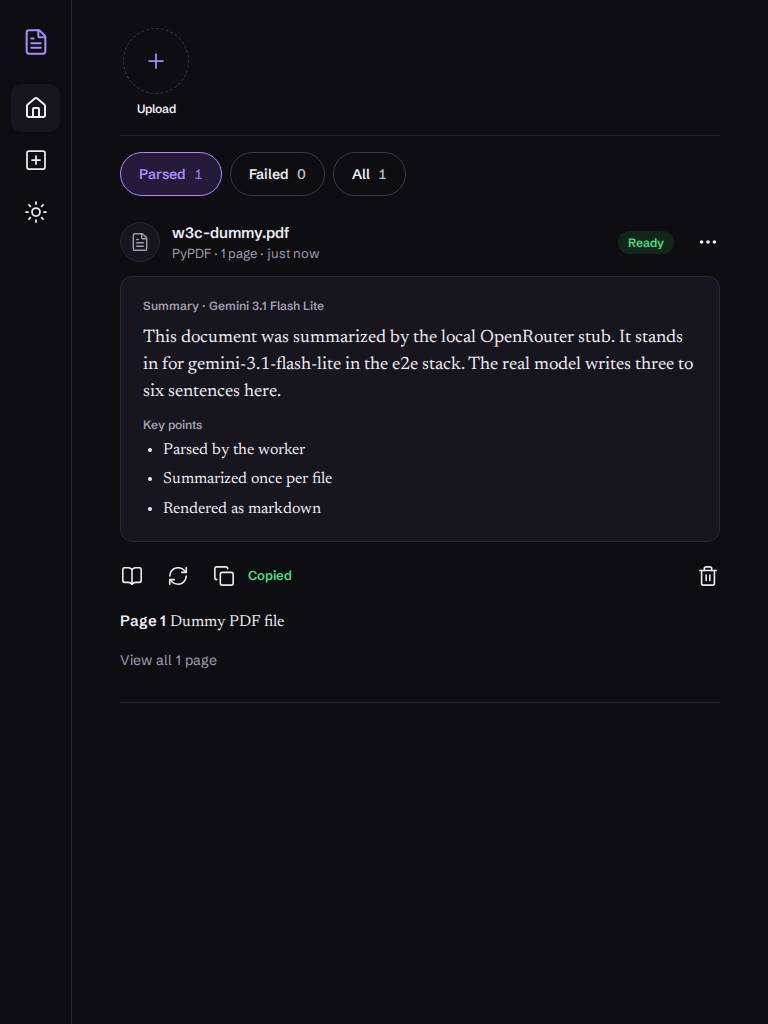 Upload
Parsed 1
Failed 0
All 1
w3c-dummy.pdf
PyPDF · 1 page · just now
Ready
Summary · Gemini 3.1 Flash Lite
This document was summarized by the local OpenRouter stub. It stands
in for gemini-3.1-flash-lite in the e2e stack. The real model writes three to
six sentences here.
Key points
• Parsed by the worker
• Summarized once per file
• Rendered as markdown
Copied
Page 1 Dummy PDF file
View all 1 page